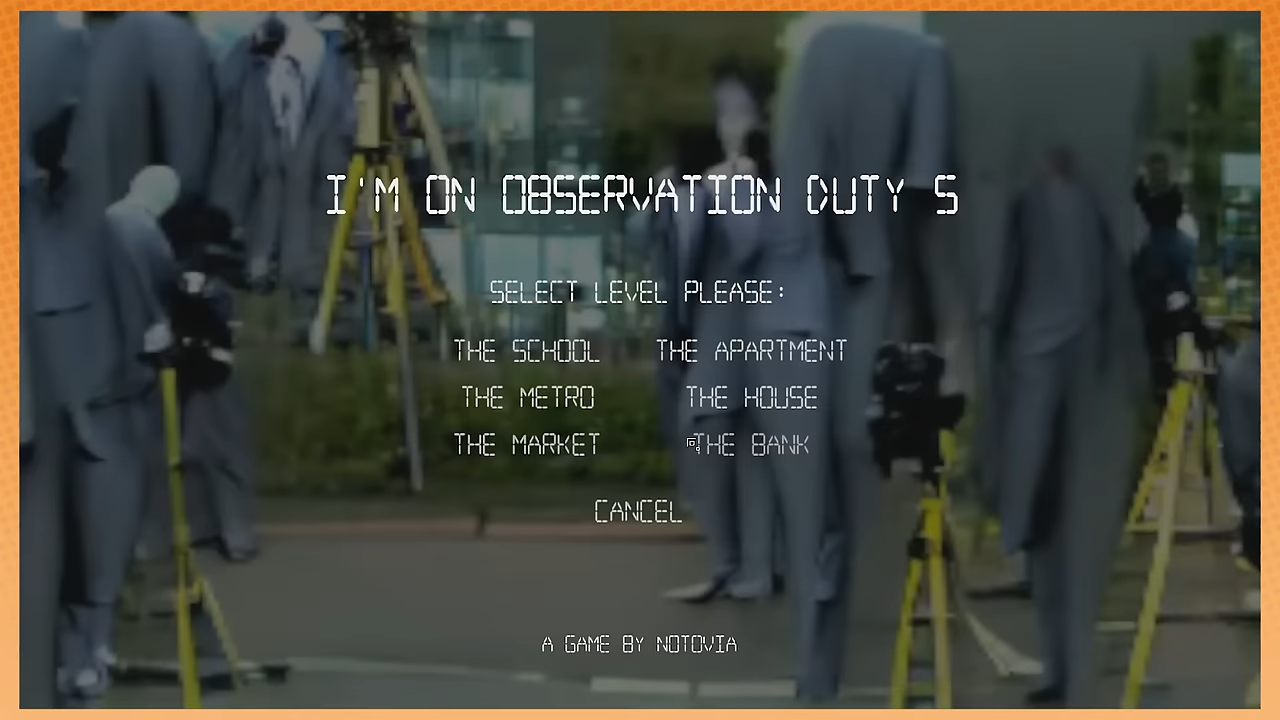 I'M ON OBSERVATION DUTY 5
SELECT LEVEL PLEASE:
THE SCHOOL THE APARTMENT
THE METRO THE HOUSE
THE MARKET THE BANK
CANCEL
A GAME BY NOTOVIA